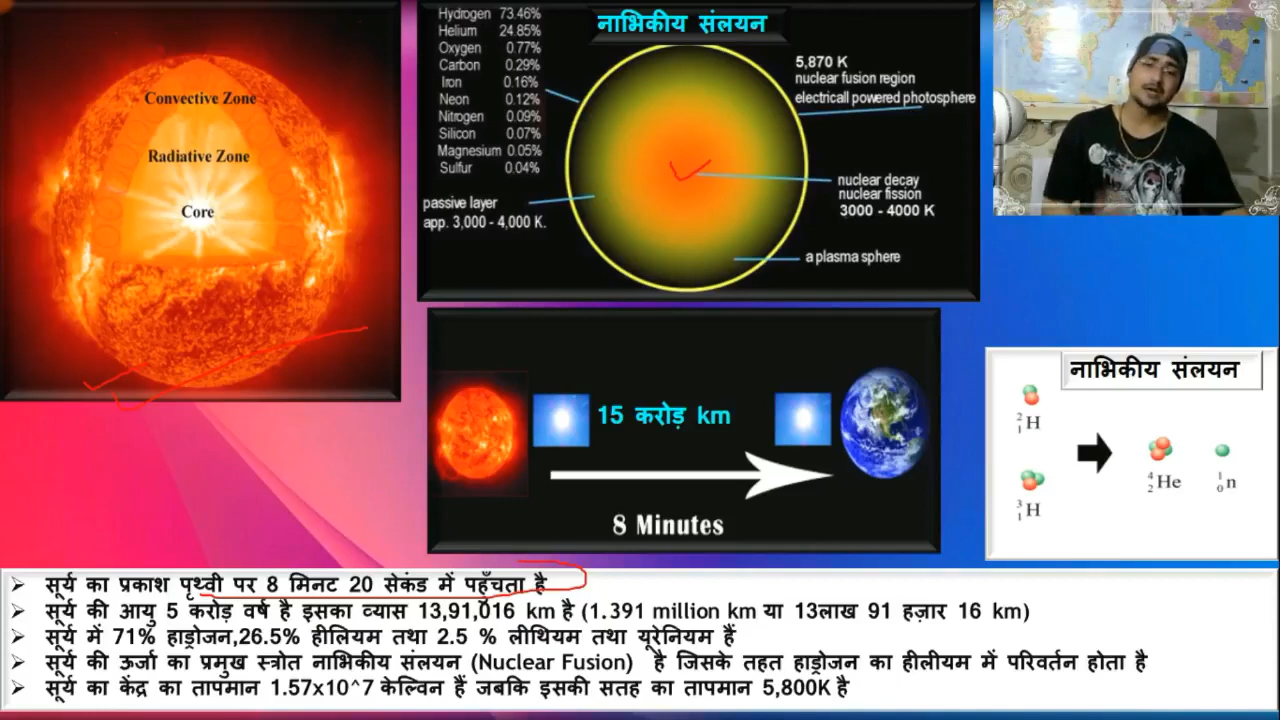 Convective Zone
Radiative Zone
Core
Hydrogen 73.46%
Helium 24.85%
Oxygen 0.77%
Carbon 0.29%
Iron 0.16%
Neon 0.12%
Nitrogen 0.09%
Silicon 0.07%
Magnesium 0.05%
Sulfur 0.04%
passive layer
app. 3,000 - 4,000 K.
नाभिकीय संलयन
5,870 K
nuclear fusion region
electricall powered photosphere
nuclear decay
nuclear fission
3000 - 4000 K
a plasma sphere
15 करोड़ km
8 Minutes
नाभिकीय संलयन
²₁H
³₁H
⁴₂He
¹₀n
➢ सूर्य का प्रकाश पृथ्वी पर 8 मिनट 20 सेकंड में पहुँचता है
➢ सूर्य की आयु 5 करोड़ वर्ष है इसका व्यास 13,91,016 km है (1.391 million km या 13लाख 91 हज़ार 16 km)
➢ सूर्य में 71% हाड्रोजन,26.5% हीलियम तथा 2.5 % लीथियम तथा यूरेनियम हैं
➢ सूर्य की ऊर्जा का प्रमुख स्त्रोत नाभिकीय संलयन (Nuclear Fusion) है जिसके तहत हाड्रोजन का हीलीयम में परिवर्तन होता है
➢ सूर्य का केंद्र का तापमान 1.57x10^7 केल्विन हैं जबकि इसकी सतह का तापमान 5,800K है